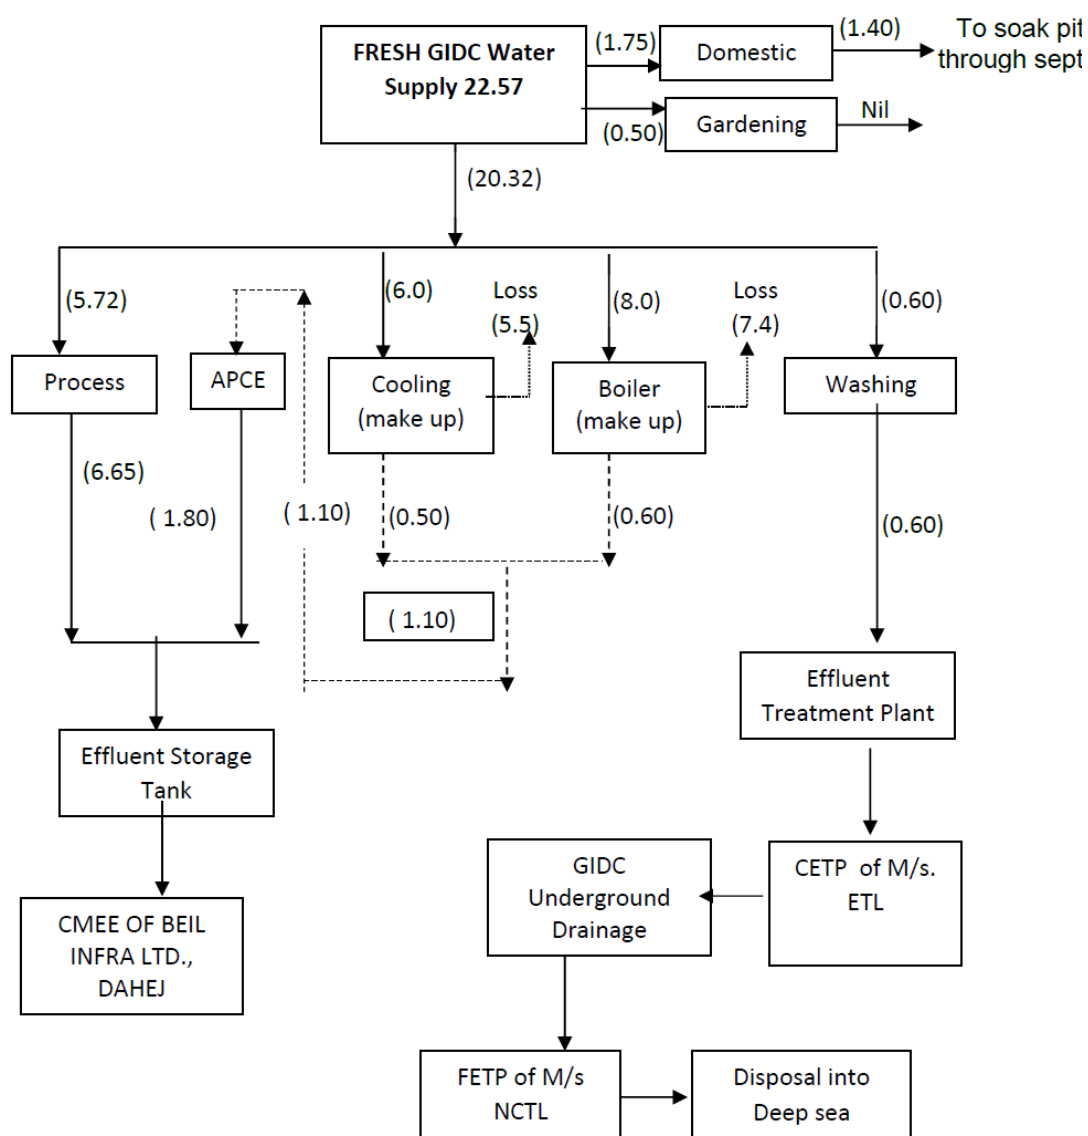 FRESH GIDC Water
Supply 22.57
(1.75)
Domestic
(1.40)
To soak pit
through sept
(0.50)
Gardening
Nil
(20.32)
(5.72)
(6.0)
Loss
(5.5)
(8.0)
Loss
(7.4)
(0.60)
Process
APCE
Cooling
(make up)
Boiler
(make up)
Washing
(6.65)
( 1.80)
( 1.10)
(0.50)
(0.60)
(0.60)
( 1.10)
Effluent
Treatment Plant
Effluent Storage
Tank
GIDC
Underground
Drainage
CETP of M/s.
ETL
CMEE OF BEIL
INFRA LTD.,
DAHEJ
FETP of M/s
NCTL
Disposal into
Deep sea